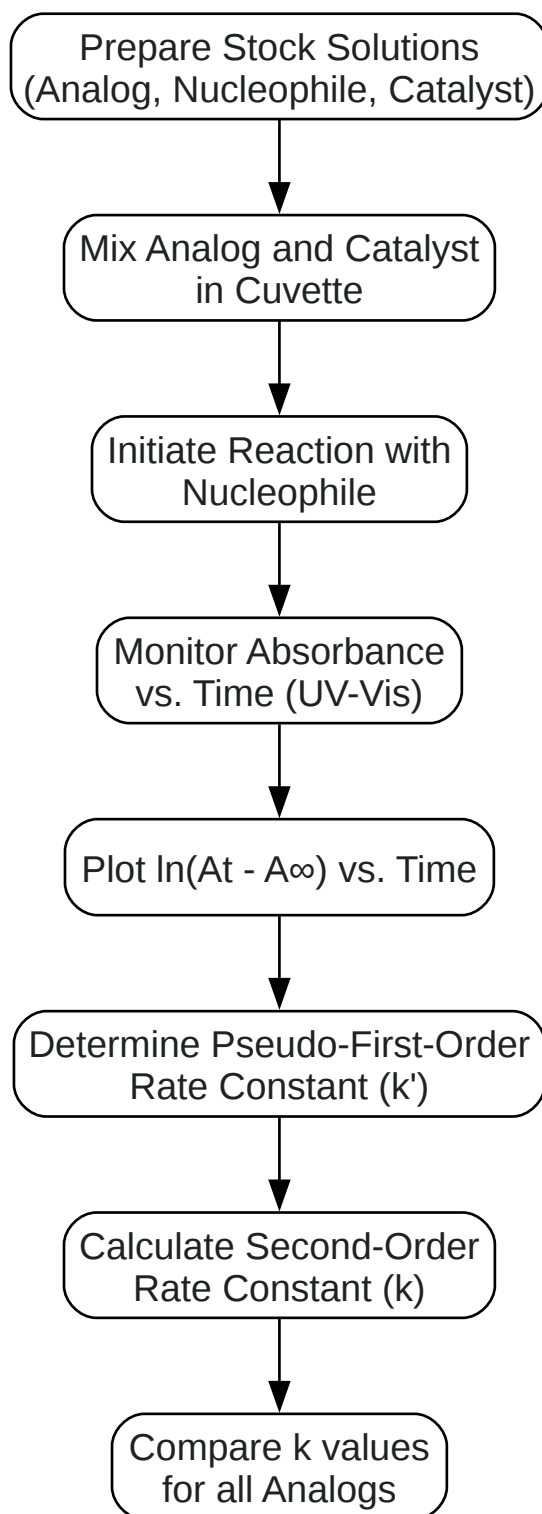 Prepare Stock Solutions
(Analog, Nucleophile, Catalyst)
Mix Analog and Catalyst
in Cuvette
Initiate Reaction with
Nucleophile
Monitor Absorbance
vs. Time (UV-Vis)
Plot ln(At - A∞) vs. Time
Determine Pseudo-First-Order
Rate Constant (k')
Calculate Second-Order
Rate Constant (k)
Compare k values
for all Analogs